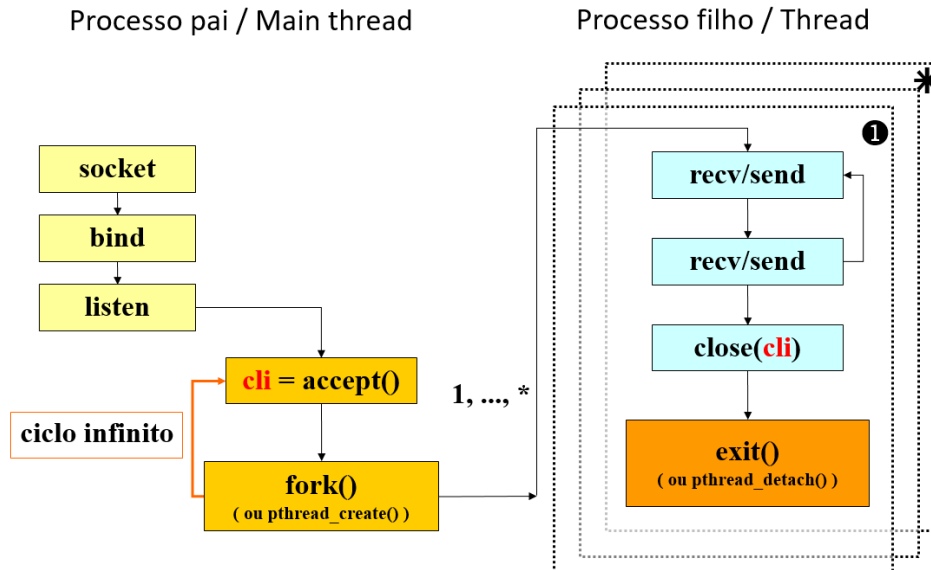 Processo pai / Main thread
Processo filho / Thread
socket
bind
listen
cli = accept()
ciclo infinito
fork()
( ou pthread_create() )
1, ..., *
*
❶
recv/send
recv/send
close(cli)
exit()
( ou pthread_detach() )